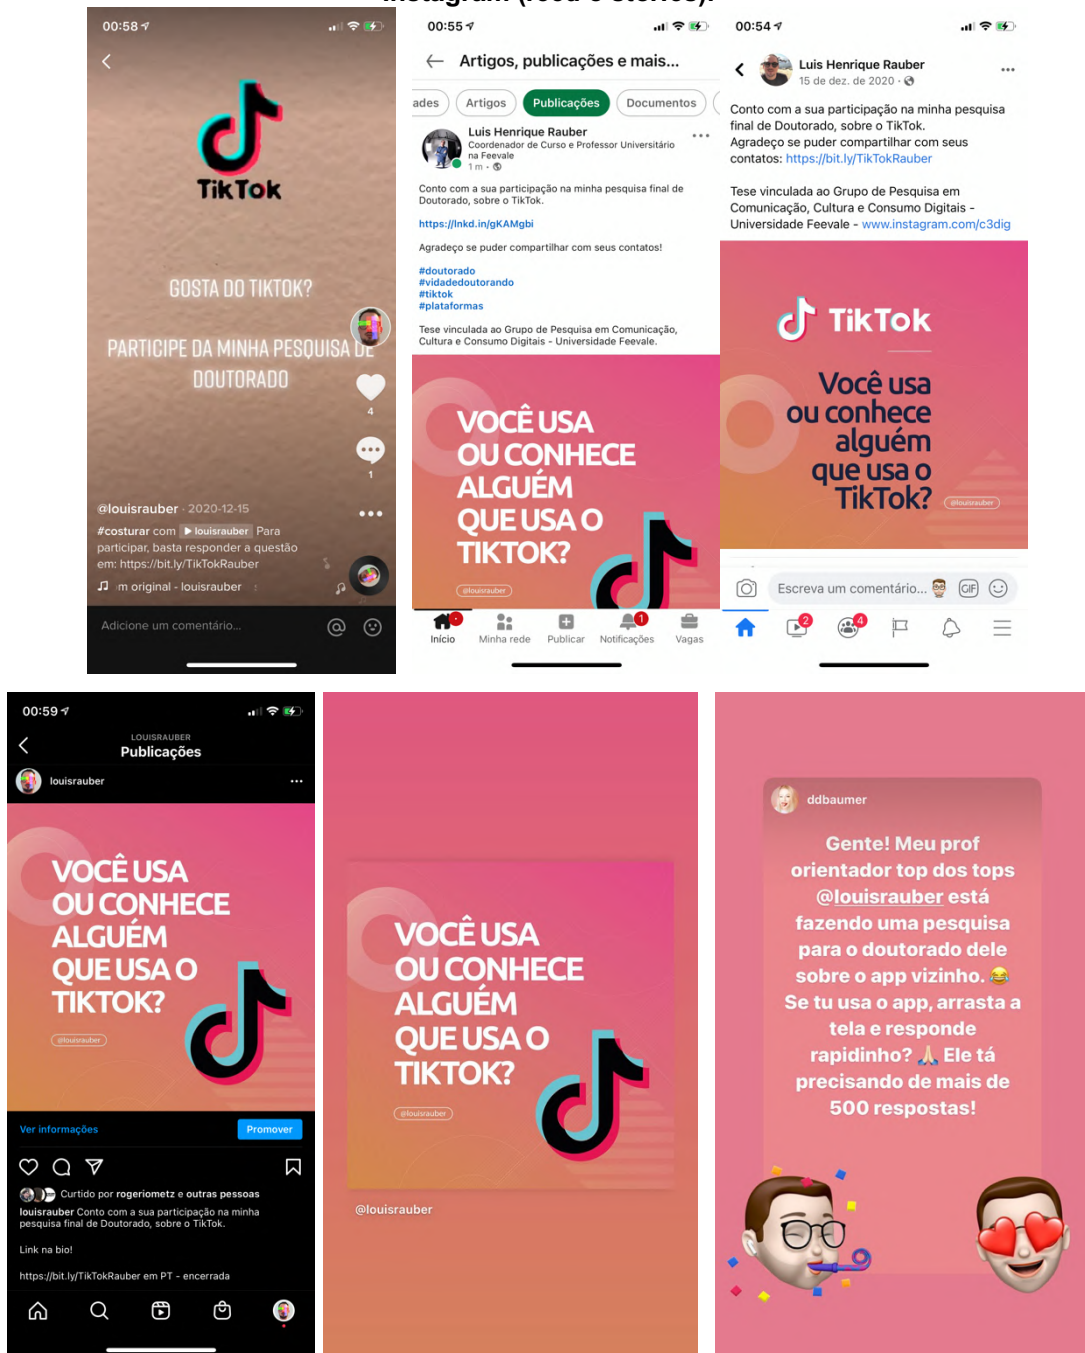 Instagram (feed e stories).
00:58
TikTok
GOSTA DO TIKTOK?
PARTICIPE DA MINHA PESQUISA DE
DOUTORADO
4
1
@louisrauber · 2020-12-15
#costurar com louisrauber Para
participar, basta responder a questão
em: https://bit.ly/TikTokRauber
m original - louisrauber
Adicione um comentário...
00:55
Artigos, publicações e mais...
ades
Artigos
Publicações
Documentos
Luis Henrique Rauber
Coordenador de Curso e Professor Universitário
na Feevale
1 m
Conto com a sua participação na minha pesquisa final de
Doutorado, sobre o TikTok.
https://lnkd.in/gKAMgbi
Agradeço se puder compartilhar com seus contatos!
#doutorado
#vidadedoutorando
#tiktok
#plataformas
Tese vinculada ao Grupo de Pesquisa em Comunicação,
Cultura e Consumo Digitais - Universidade Feevale.
VOCÊ USA
OU CONHECE
ALGUÉM
QUE USA O
TIKTOK?
@louisrauber
1
Início
Minha rede
Publicar
Notificações
Vagas
00:54
Luis Henrique Rauber
15 de dez. de 2020
Conto com a sua participação na minha pesquisa
final de Doutorado, sobre o TikTok.
Agradeço se puder compartilhar com seus
contatos: https://bit.ly/TikTokRauber
Tese vinculada ao Grupo de Pesquisa em
Comunicação, Cultura e Consumo Digitais -
Universidade Feevale - www.instagram.com/c3dig
TikTok
Você usa
ou conhece
alguém
que usa o
TikTok?
@louisrauber
Escreva um comentário...
GIF
2
4
00:59
LOUISRAUBER
Publicações
louisrauber
VOCÊ USA
OU CONHECE
ALGUÉM
QUE USA O
TIKTOK?
@louisrauber
Ver informações
Promover
Curtido por rogeriometz e outras pessoas
louisrauber Conto com a sua participação na minha
pesquisa final de Doutorado, sobre o TikTok.
Link na bio!
https://bit.ly/TikTokRauber em PT - encerrada
VOCÊ USA
OU CONHECE
ALGUÉM
QUE USA O
TIKTOK?
@louisrauber
@louisrauber
ddbaumer
Gente! Meu prof
orientador top dos tops
@louisrauber está
fazendo uma pesquisa
para o doutorado dele
sobre o app vizinho. 😂
Se tu usa o app, arrasta a
tela e responde
rapidinho? 🙏🏻 Ele tá
precisando de mais de
500 respostas!